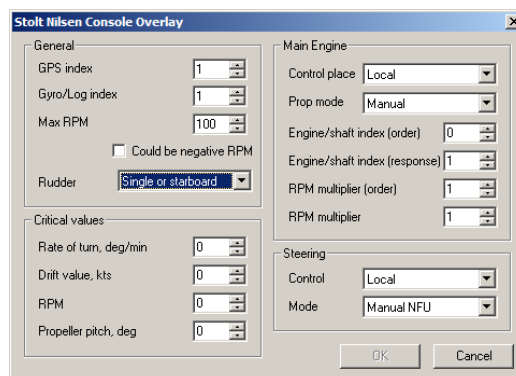 Stolt Nilsen Console Overlay
General
GPS index 1
Gyro/Log index 1
Max RPM 100
Could be negative RPM
Rudder Single or starboard
Critical values
Rate of turn, deg/min 0
Drift value, kts 0
RPM 0
Propeller pitch, deg 0
Main Engine
Control place Local
Prop mode Manual
Engine/shaft index (order) 0
Engine/shaft index (response) 1
RPM multiplier (order) 1
RPM multiplier 1
Steering
Control Local
Mode Manual NFU
OK Cancel